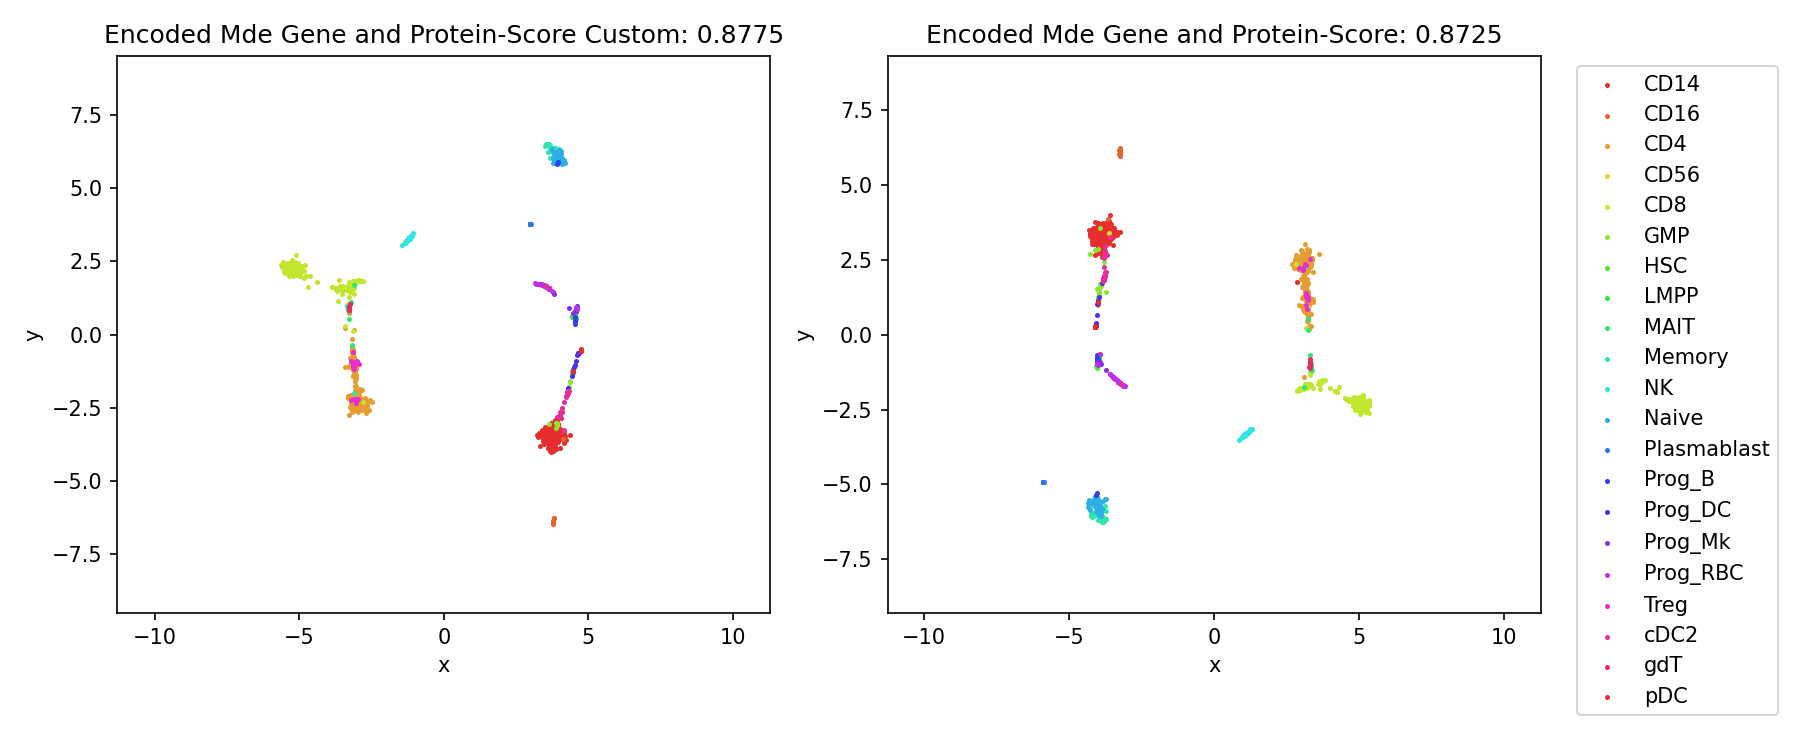 Encoded Mde Gene and Protein-Score Custom: 0.8775
7.5
5.0
2.5
0.0
−2.5
−5.0
−7.5
y
−10
−5
0
5
10
x
Encoded Mde Gene and Protein-Score: 0.8725
7.5
5.0
2.5
0.0
−2.5
−5.0
−7.5
y
−10
−5
0
5
10
x
CD14
CD16
CD4
CD56
CD8
GMP
HSC
LMPP
MAIT
Memory
NK
Naive
Plasmablast
Prog_B
Prog_DC
Prog_Mk
Prog_RBC
Treg
cDC2
gdT
pDC